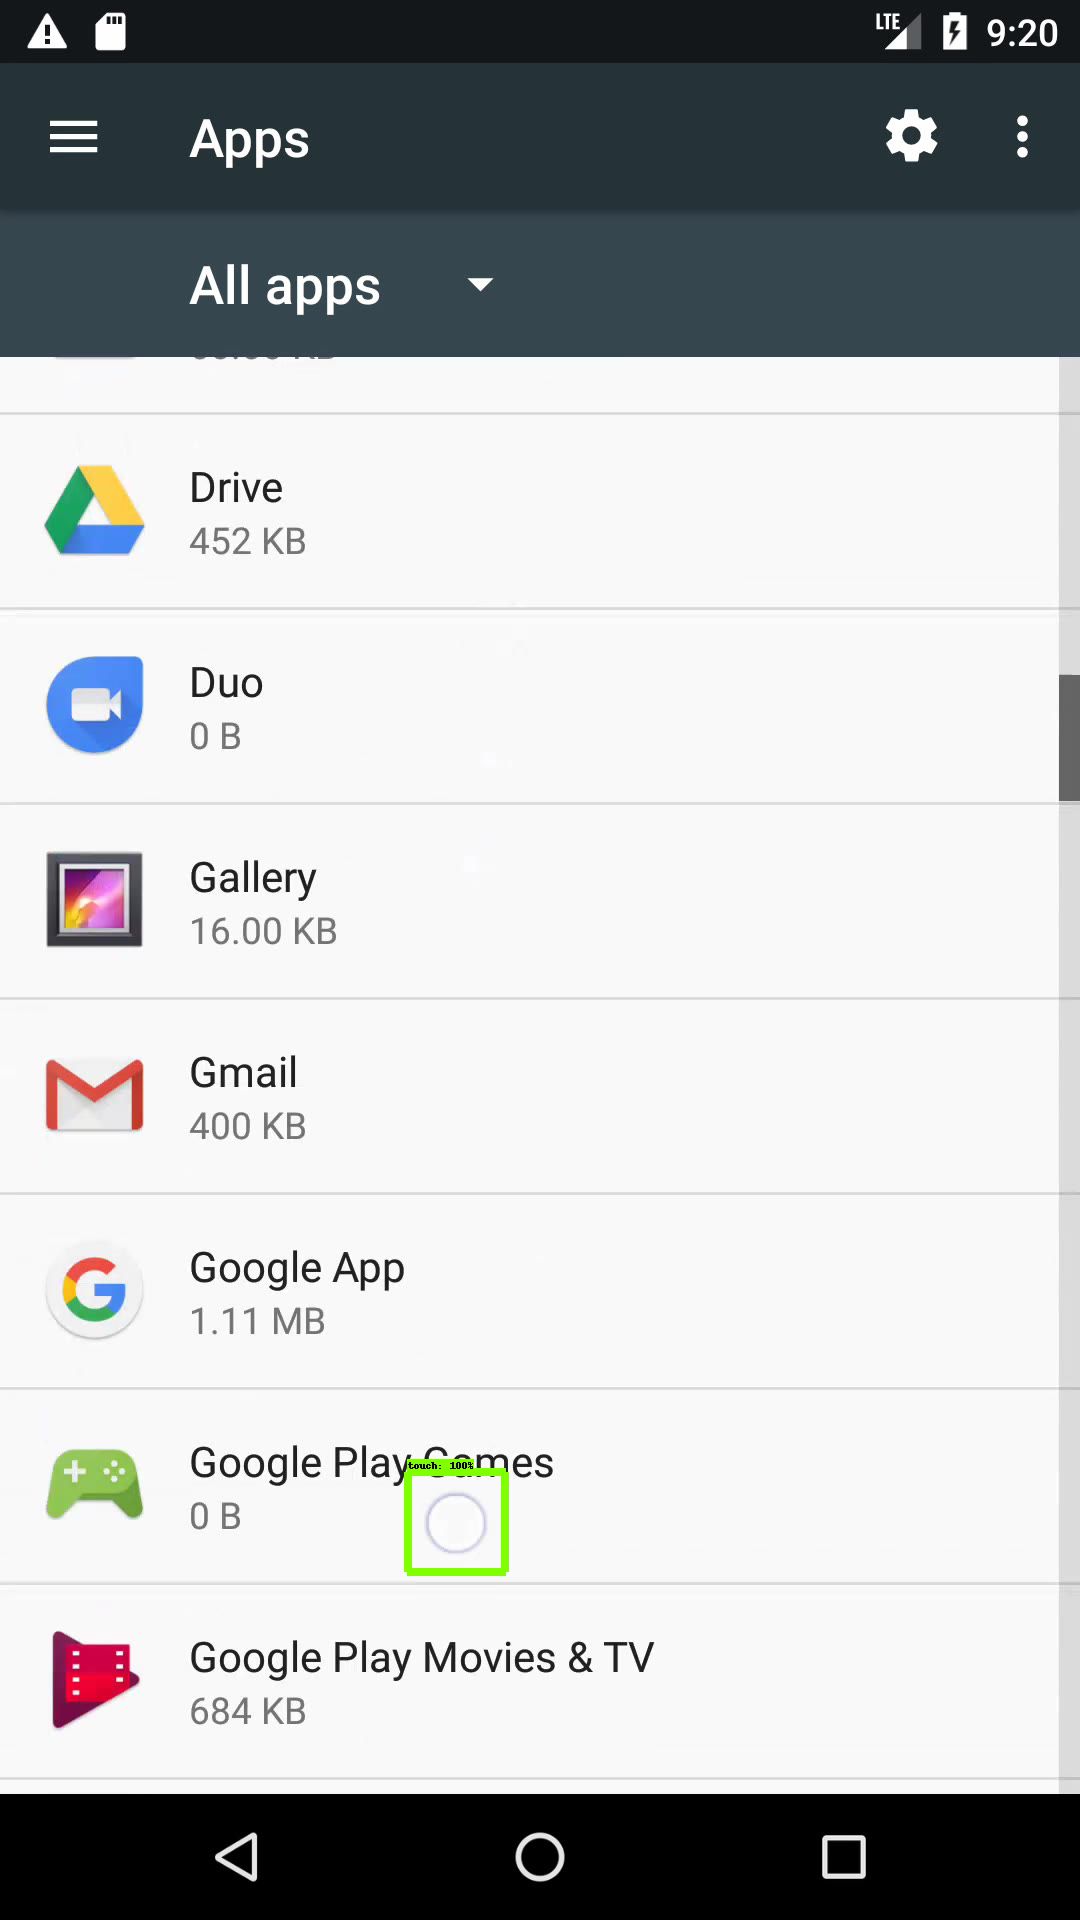 LTE 9:20
Apps
All apps
Drive
452 KB
Duo
0 B
Gallery
16.00 KB
Gmail
400 KB
Google App
1.11 MB
Google Play Games
touch: 100%
0 B
Google Play Movies & TV
684 KB